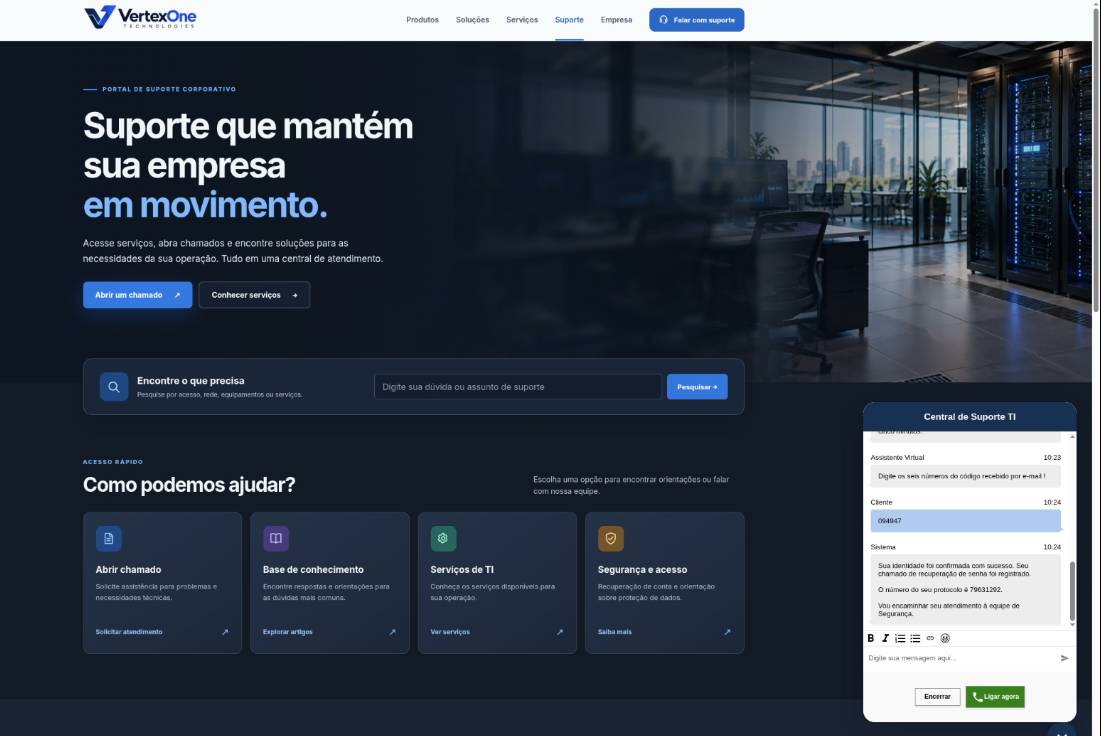 VertexOne
TECHNOLOGIES
Produtos Soluções Serviços Suporte Empresa Falar com suporte
PORTAL DE SUPORTE CORPORATIVO
Suporte que mantém
sua empresa
em movimento.
Acesse serviços, abra chamados e encontre soluções para as
necessidades da sua operação. Tudo em uma central de atendimento.
Abrir um chamado ↗ Conhecer serviços →
Encontre o que precisa
Pesquise por acesso, rede, equipamentos ou serviços.
Digite sua dúvida ou assunto de suporte
Pesquisar →
ACESSO RÁPIDO
Como podemos ajudar?
Escolha uma opção para encontrar orientações ou falar
com nossa equipe.
Abrir chamado
Solicite assistência para problemas e
necessidades técnicas.
Solicitar atendimento ↗
Base de conhecimento
Encontre respostas e orientações para
as dúvidas mais comuns.
Explorar artigos ↗
Serviços de TI
Conheça os serviços disponíveis para
sua operação.
Ver serviços ↗
Segurança e acesso
Recuperação de conta e orientação
sobre proteção de dados.
Saiba mais ↗
Central de Suporte TI
cinco minutos.
Assistente Virtual 10:23
Digite os seis números do código recebido por e-mail !
Cliente 10:24
094947
Sistema 10:24
Sua identidade foi confirmada com sucesso. Seu
chamado de recuperação de senha foi registrado.
O número do seu protocolo é 79631292.
Vou encaminhar seu atendimento à equipe de
Segurança.
B I
Digite sua mensagem aqui...
Encerrar Ligar agora